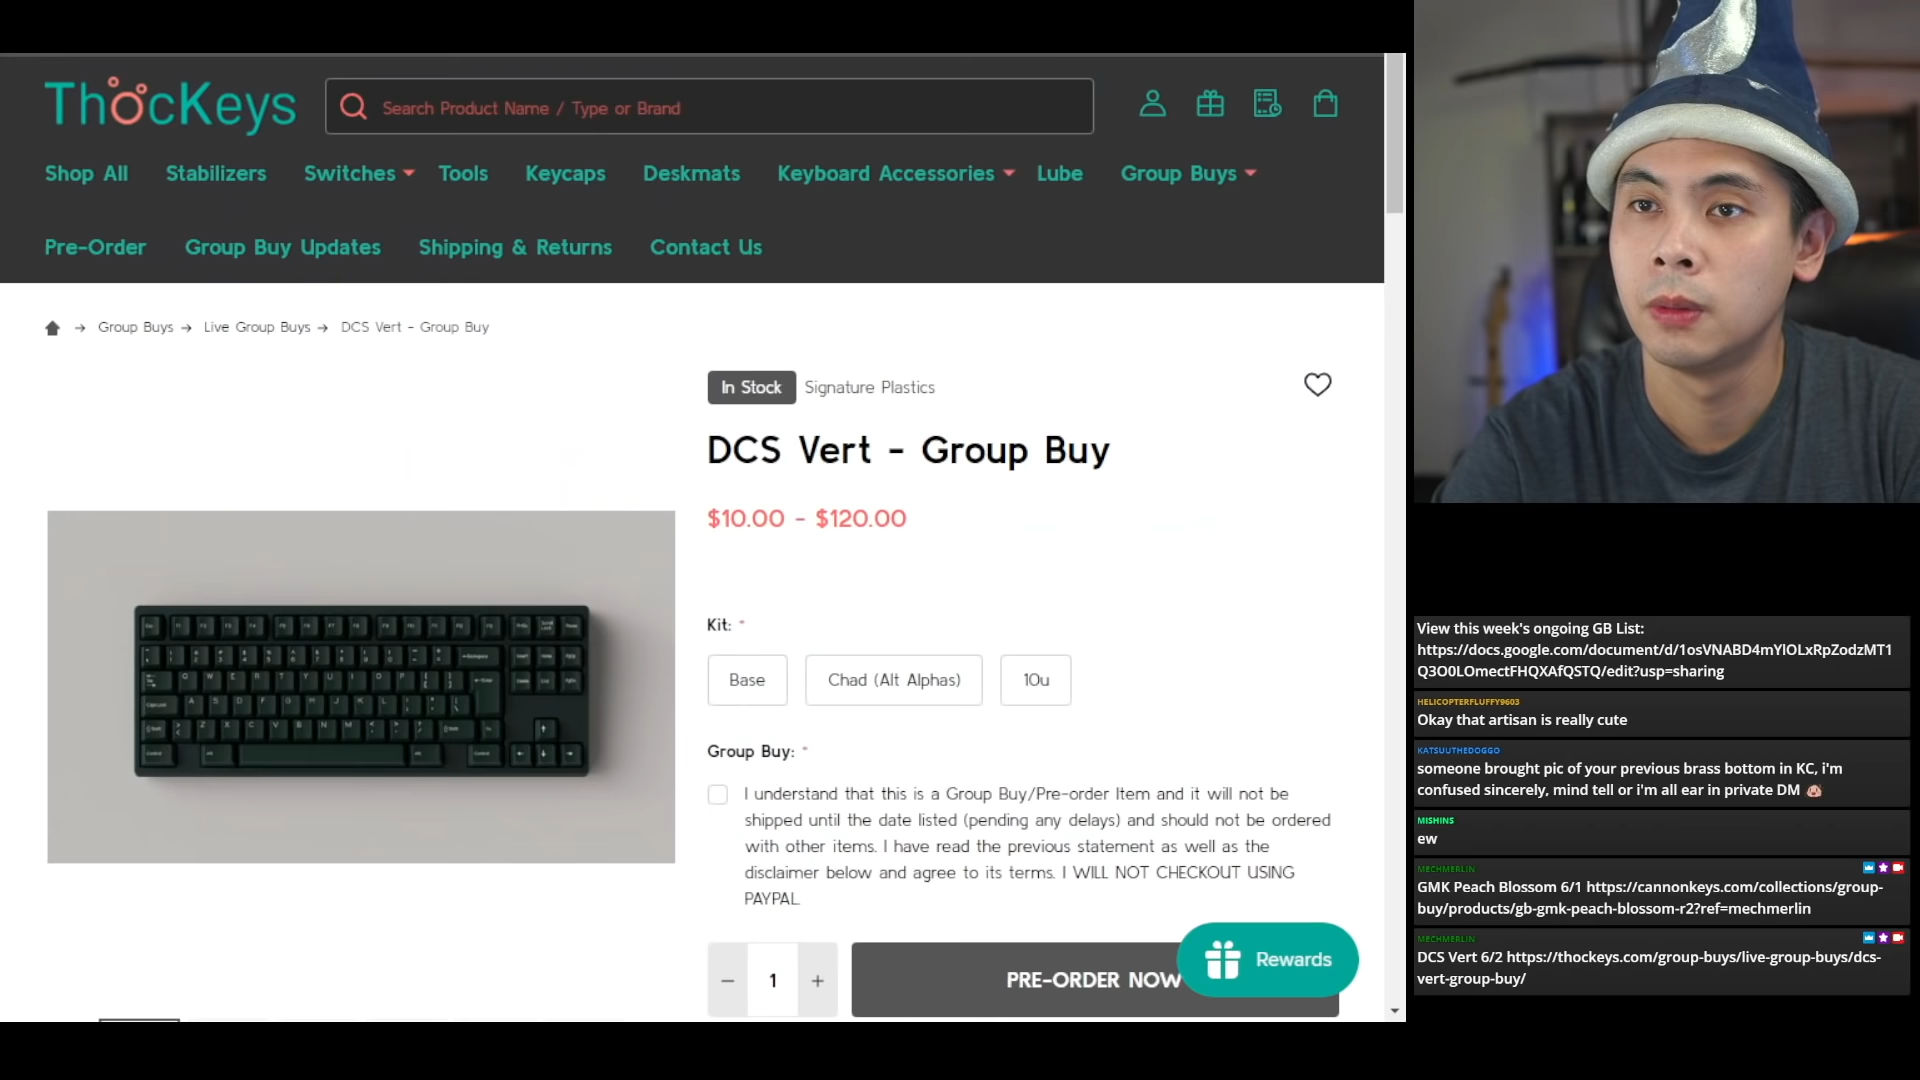 ThocKeys
Search Product Name / Type or Brand
Shop All Stabilizers Switches Tools Keycaps Deskmats Keyboard Accessories Lube Group Buys
Pre-Order Group Buy Updates Shipping & Returns Contact Us
Group Buys → Live Group Buys → DCS Vert - Group Buy
In Stock Signature Plastics
DCS Vert - Group Buy
$10.00 - $120.00
Kit: *
Base Chad (Alt Alphas) 10u
Group Buy: *
I understand that this is a Group Buy/Pre-order Item and it will not be
shipped until the date listed (pending any delays) and should not be ordered
with other items. I have read the previous statement as well as the
disclaimer below and agree to its terms. I WILL NOT CHECKOUT USING
PAYPAL.
− 1 + PRE-ORDER NOW
Rewards
View this week's ongoing GB List:
https://docs.google.com/document/d/1osVNABD4mYlOLxRpZodzMT1
Q3O0LOmectFHQXAfQSTQ/edit?usp=sharing
HELICOPTERFLUFFY9603
Okay that artisan is really cute
KATSUUTHEDOGGO
someone brought pic of your previous brass bottom in KC, i'm
confused sincerely, mind tell or i'm all ear in private DM
MISHINS
ew
MECHMERLIN
GMK Peach Blossom 6/1 https://cannonkeys.com/collections/group-
buy/products/gb-gmk-peach-blossom-r2?ref=mechmerlin
MECHMERLIN
DCS Vert 6/2 https://thockeys.com/group-buys/live-group-buys/dcs-
vert-group-buy/